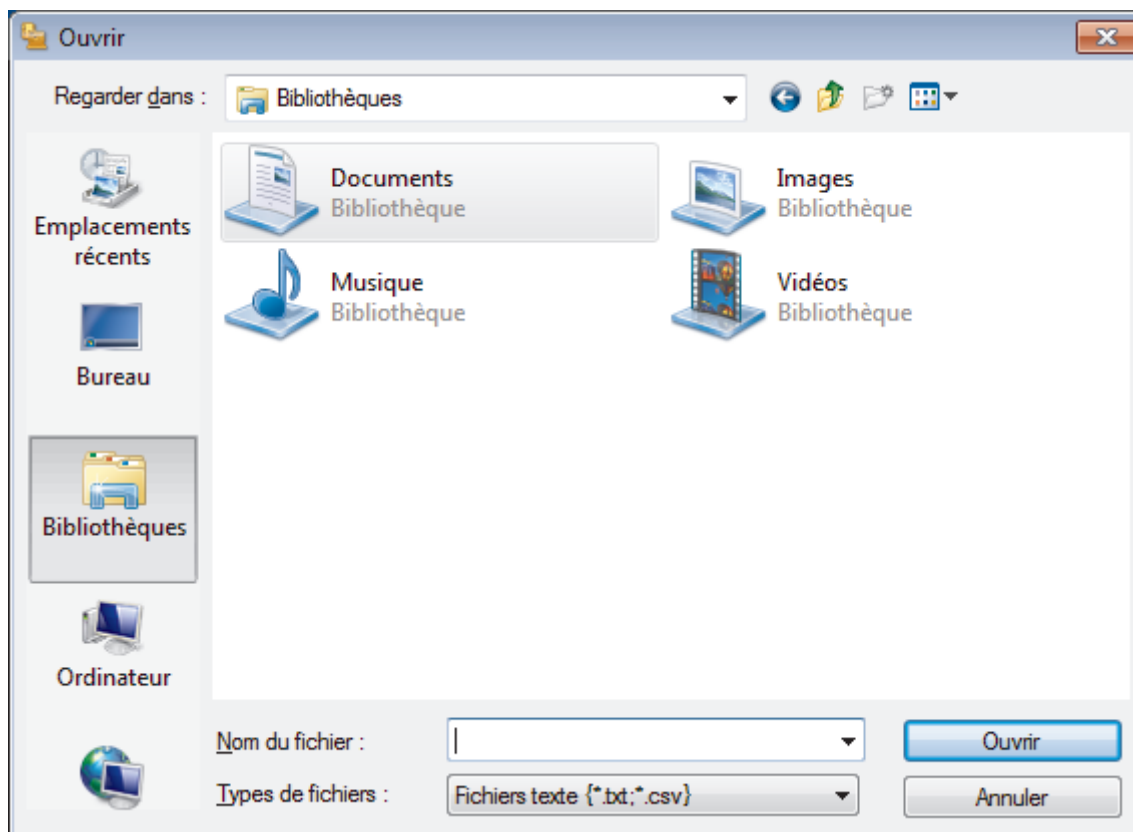 Ouvrir
Regarder dans :
Bibliothèques
Emplacements
récents
Bureau
Bibliothèques
Ordinateur
Documents
Bibliothèque
Images
Bibliothèque
Musique
Bibliothèque
Vidéos
Bibliothèque
Nom du fichier :
Ouvrir
Types de fichiers :
Fichiers texte {*.txt;*.csv}
Annuler